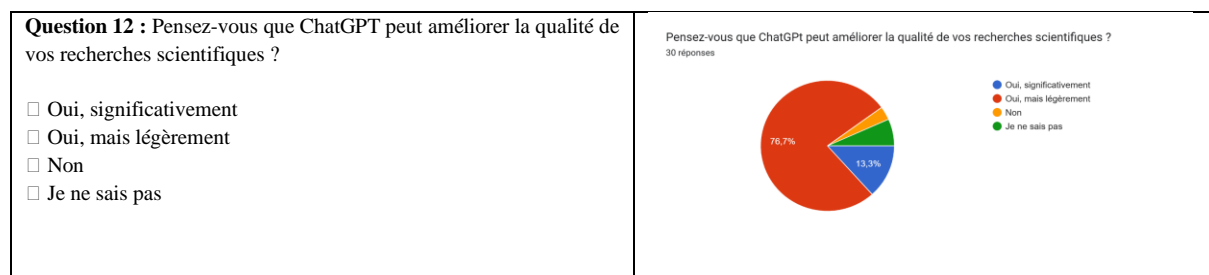 Question 12 : Pensez-vous que ChatGPT peut améliorer la qualité de
vos recherches scientifiques ?
☐ Oui, significativement
☐ Oui, mais légèrement
☐ Non
☐ Je ne sais pas
Pensez-vous que ChatGPt peut améliorer la qualité de vos recherches scientifiques ?
30 réponses
76,7%
13,3%
Oui, significativement
Oui, mais légèrement
Non
Je ne sais pas